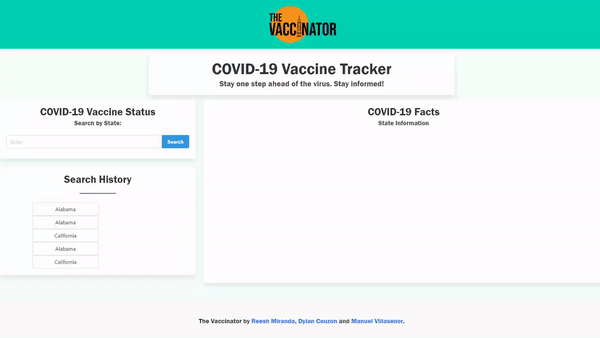 THE
VACCINATOR
COVID-19 Vaccine Tracker
Stay one step ahead of the virus. Stay informed!
COVID-19 Vaccine Status
Search by State:
State
Search
Search History
Alabama
Alabama
California
Alabama
California
COVID-19 Facts
State Information
The Vaccinator by Reesh Miranda, Dylan Couzon and Manuel Villasenor.